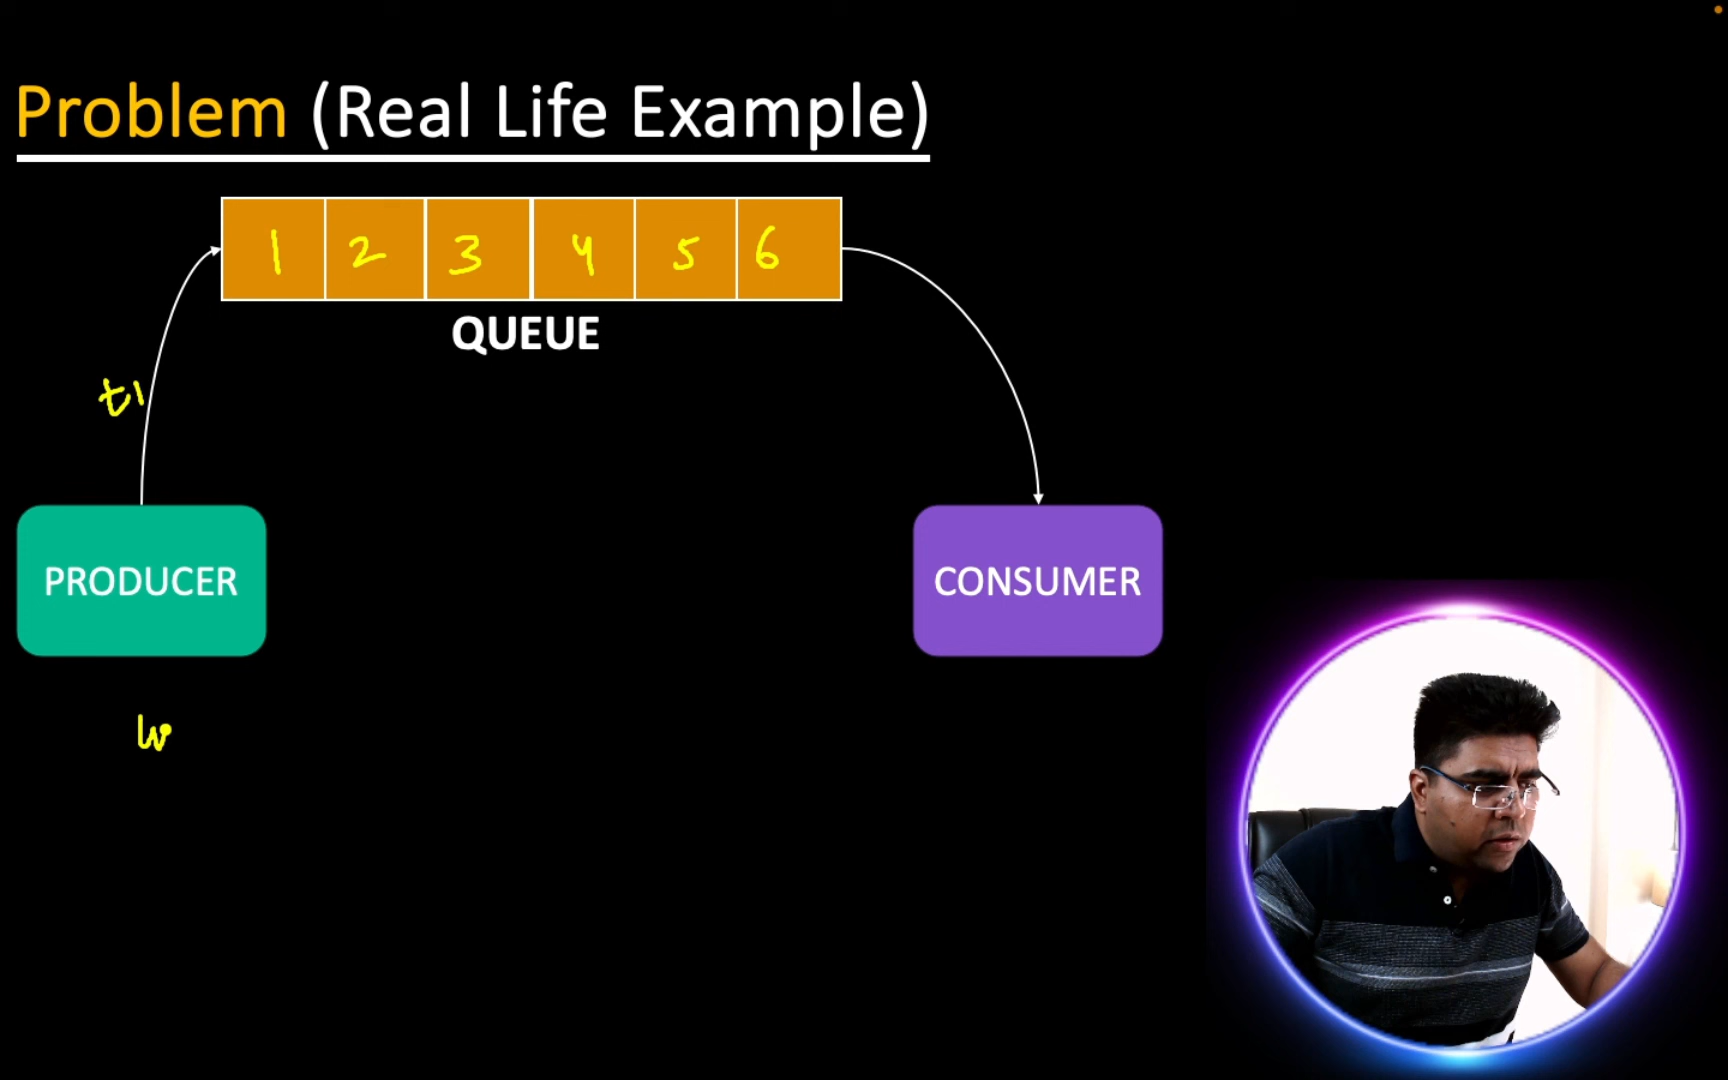 Problem (Real Life Example)
1 2 3 4 5 6
QUEUE
t1
PRODUCER
CONSUMER